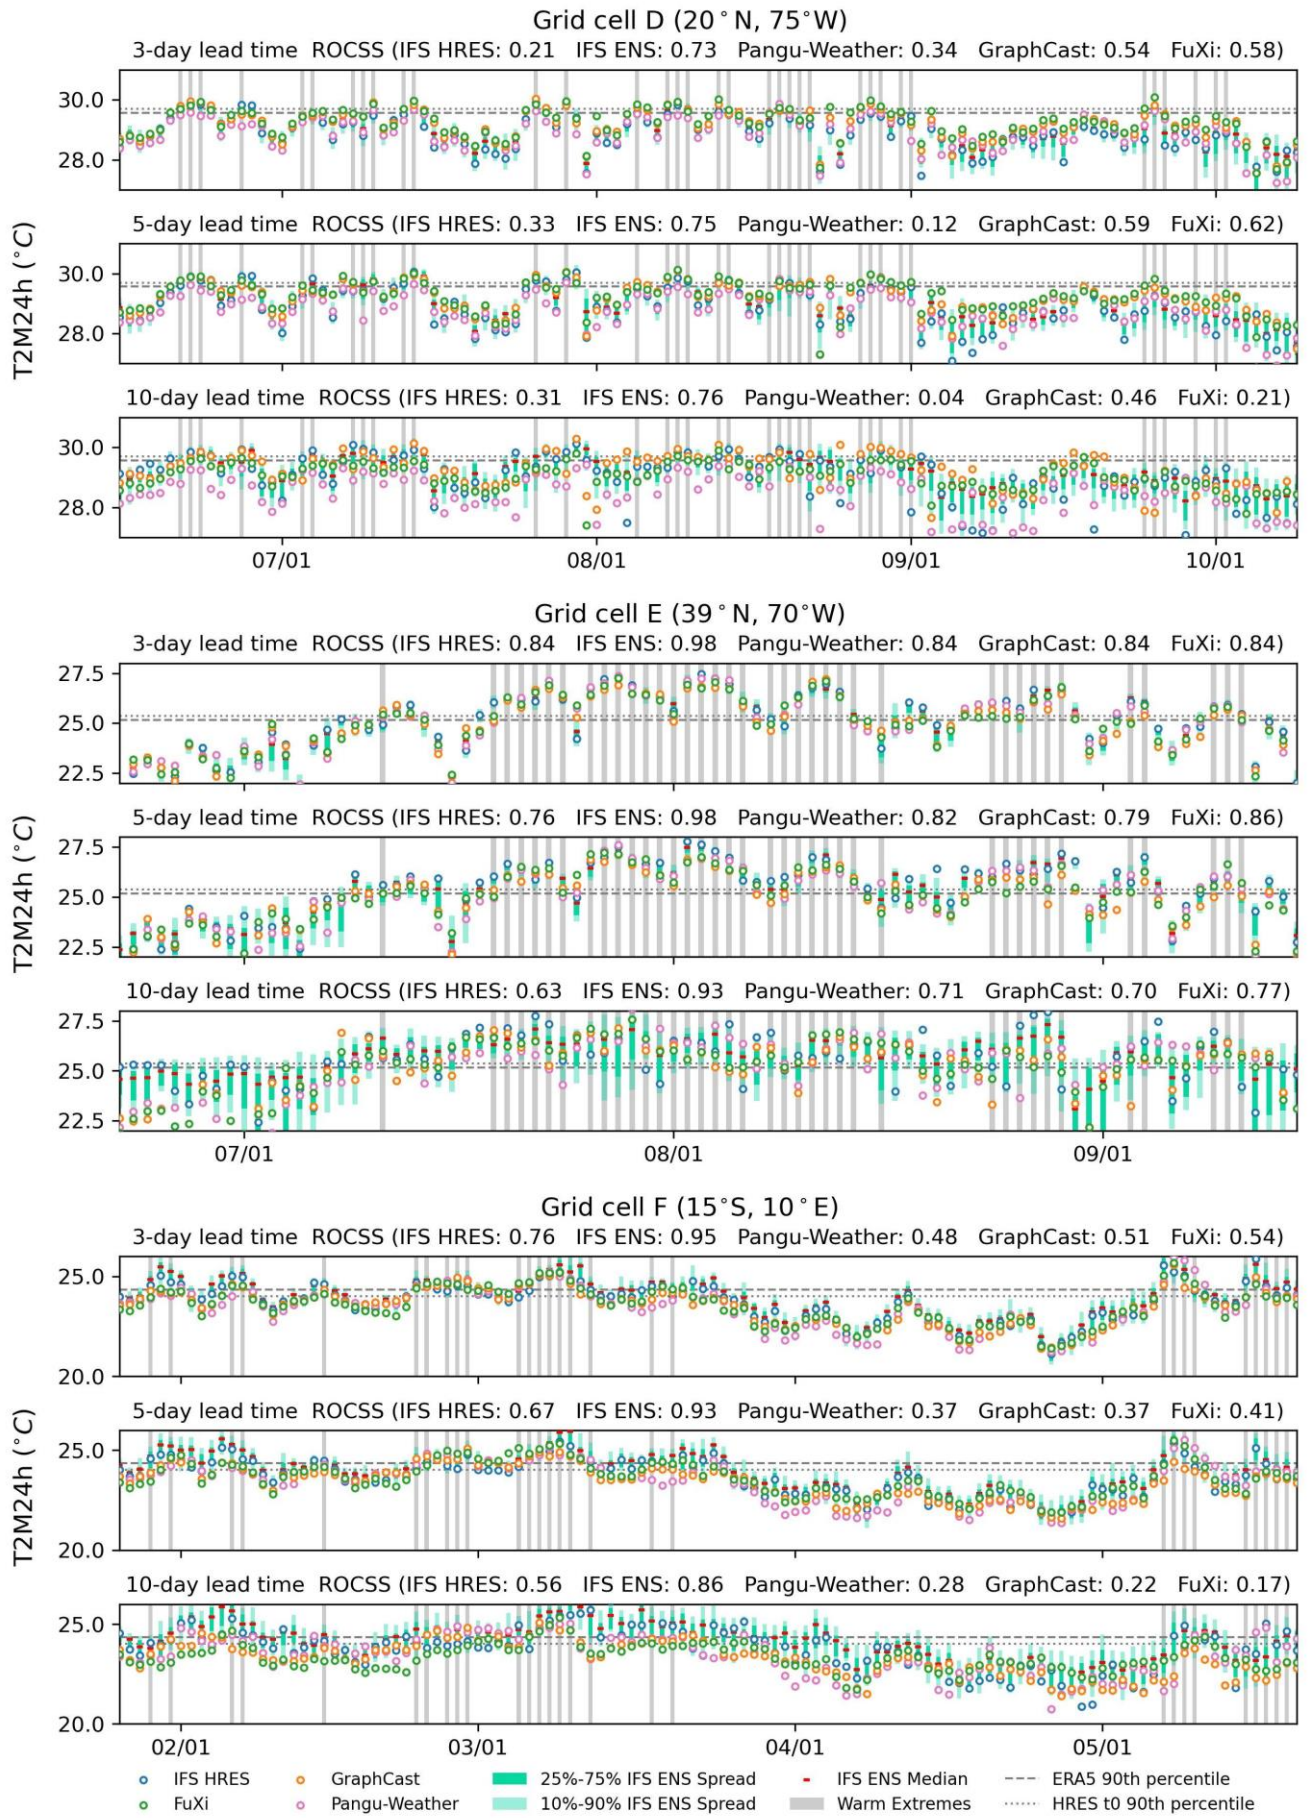 Grid cell D (20°N, 75°W)
3-day lead time ROCSS (IFS HRES: 0.21 IFS ENS: 0.73 Pangu-Weather: 0.34 GraphCast: 0.54 FuXi: 0.58)
30.0
28.0
5-day lead time ROCSS (IFS HRES: 0.33 IFS ENS: 0.75 Pangu-Weather: 0.12 GraphCast: 0.59 FuXi: 0.62)
T2M24h (°C)
30.0
28.0
10-day lead time ROCSS (IFS HRES: 0.31 IFS ENS: 0.76 Pangu-Weather: 0.04 GraphCast: 0.46 FuXi: 0.21)
30.0
28.0
07/01 08/01 09/01 10/01
Grid cell E (39°N, 70°W)
3-day lead time ROCSS (IFS HRES: 0.84 IFS ENS: 0.98 Pangu-Weather: 0.84 GraphCast: 0.84 FuXi: 0.84)
27.5
25.0
22.5
5-day lead time ROCSS (IFS HRES: 0.76 IFS ENS: 0.98 Pangu-Weather: 0.82 GraphCast: 0.79 FuXi: 0.86)
T2M24h (°C)
27.5
25.0
22.5
10-day lead time ROCSS (IFS HRES: 0.63 IFS ENS: 0.93 Pangu-Weather: 0.71 GraphCast: 0.70 FuXi: 0.77)
27.5
25.0
22.5
07/01 08/01 09/01
Grid cell F (15°S, 10°E)
3-day lead time ROCSS (IFS HRES: 0.76 IFS ENS: 0.95 Pangu-Weather: 0.48 GraphCast: 0.51 FuXi: 0.54)
25.0
20.0
5-day lead time ROCSS (IFS HRES: 0.67 IFS ENS: 0.93 Pangu-Weather: 0.37 GraphCast: 0.37 FuXi: 0.41)
T2M24h (°C)
25.0
20.0
10-day lead time ROCSS (IFS HRES: 0.56 IFS ENS: 0.86 Pangu-Weather: 0.28 GraphCast: 0.22 FuXi: 0.17)
25.0
20.0
02/01 03/01 04/01 05/01
IFS HRES GraphCast 25%-75% IFS ENS Spread IFS ENS Median ERA5 90th percentile
FuXi Pangu-Weather 10%-90% IFS ENS Spread Warm Extremes HRES t0 90th percentile